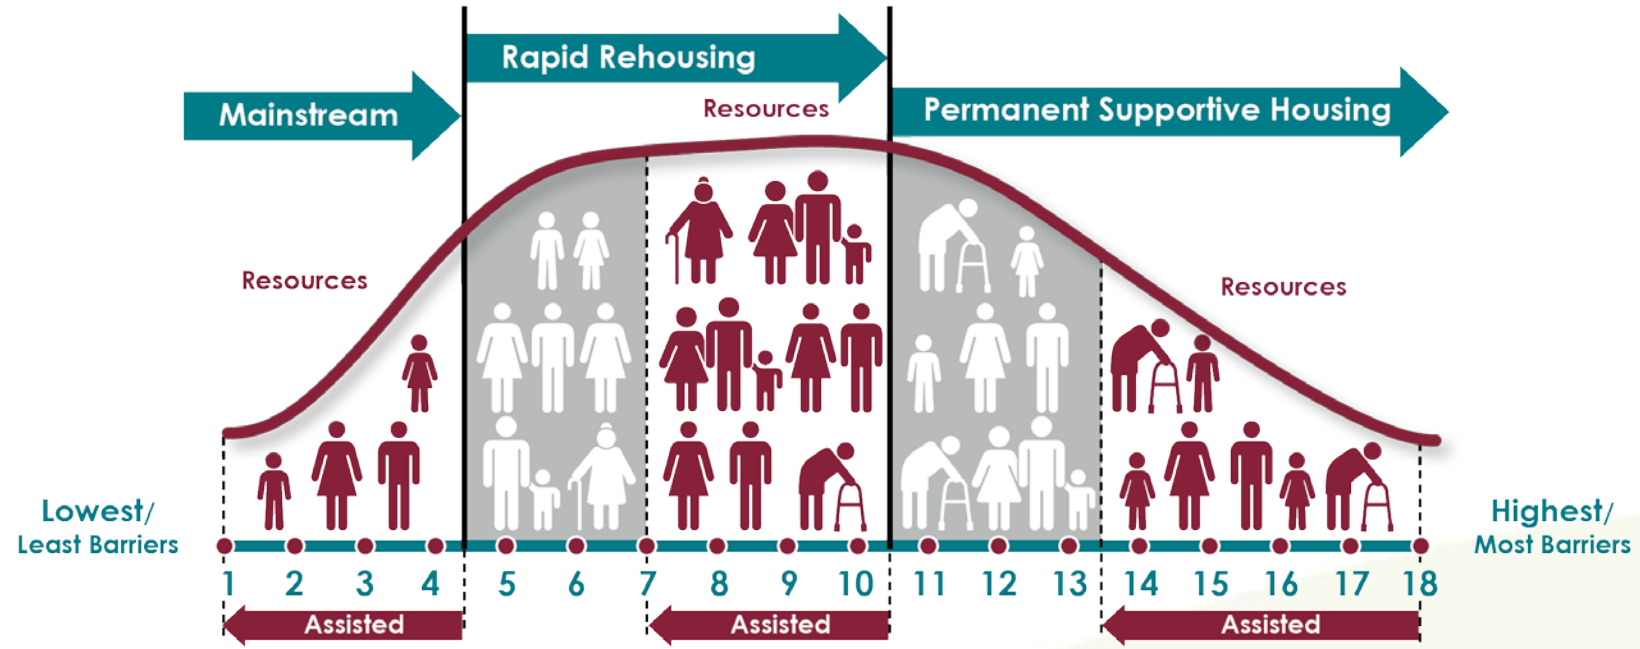 Rapid Rehousing
Mainstream
Resources
Permanent Supportive Housing
Resources
Resources
Lowest/
Least Barriers
Highest/
Most Barriers
1 2 3 4 5 6 7 8 9 10 11 12 13 14 15 16 17 18
Assisted
Assisted
Assisted